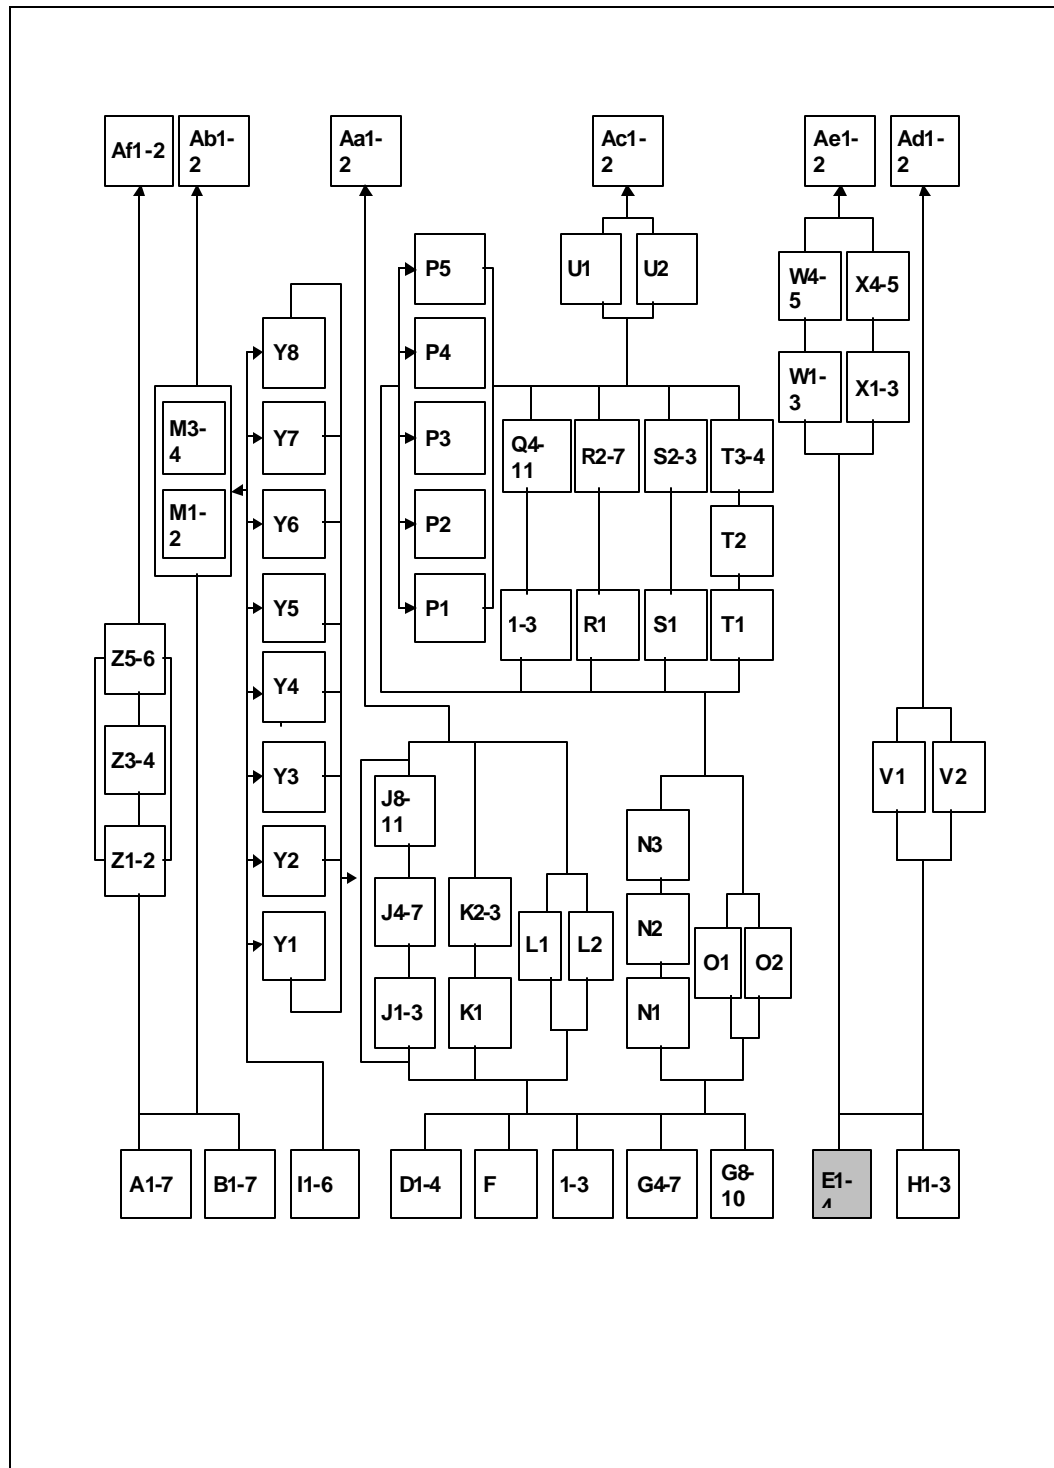 Af1-2
Ab1-
2
Aa1-
2
Ac1-
2
Ae1-
2
Ad1-
2
P5
U1
U2
W4-
5
X4-5
Y8
P4
W1-
3
X1-3
M3-
4
Y7
P3
Q4-
11
R2-7
S2-3
T3-4
M1-
2
Y6
P2
T2
Y5
P1
1-3
R1
S1
T1
Z5-6
Y4
Z3-4
Y3
J8-
11
V1
V2
Z1-2
Y2
N3
Y1
J4-7
K2-3
L1
L2
N2
O1
O2
J1-3
K1
N1
A1-7
B1-7
I1-6
D1-4
F
1-3
G4-7
G8-
10
E1-
4
H1-3